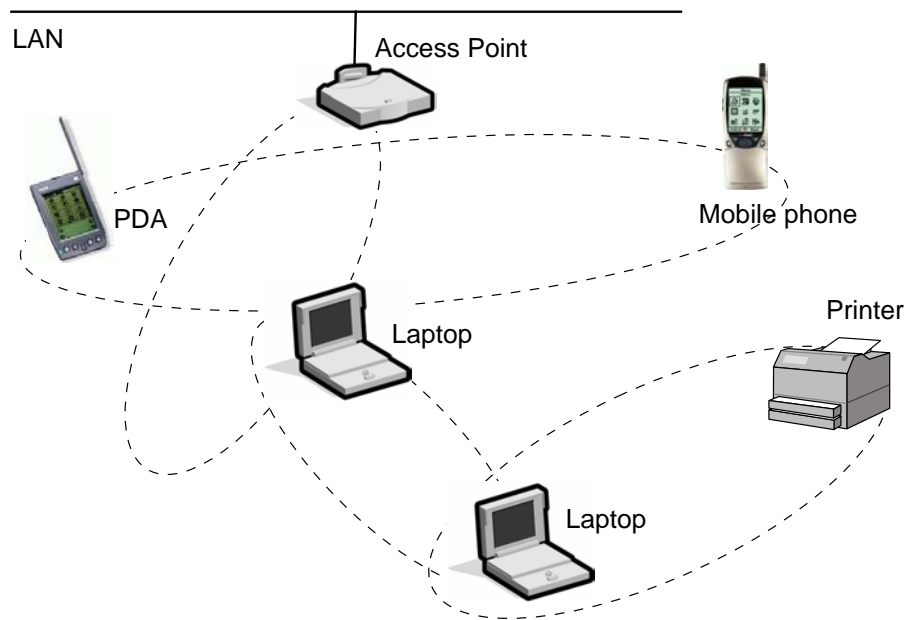 LAN
Access Point
PDA
Mobile phone
Laptop
Printer
Laptop